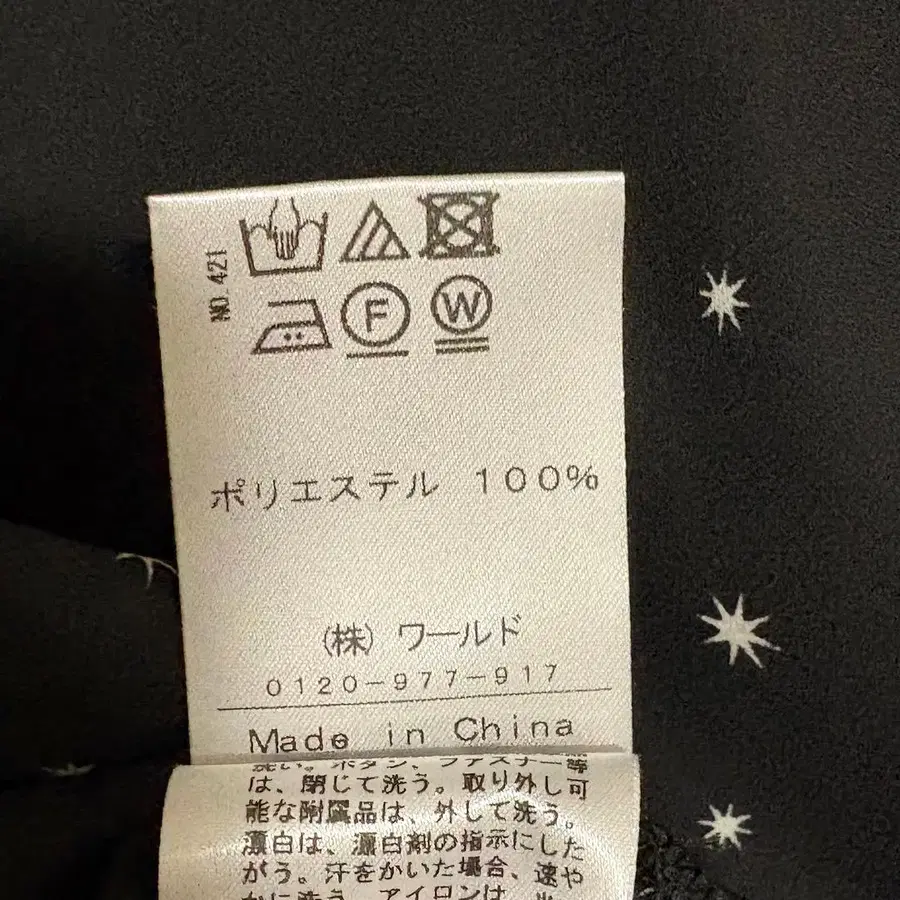 NO.421
F
W
ポリエステル 100%
(株) ワールド
0120-977-917
Made in China
洗い。ボタン、ファスナー等
は、閉じて洗う。取り外し可
能な附属品は、外して洗う。
漂白は、漂白剤の指示にした
がう。汗をかいた場合、速や
かに洗う。アイロンは、